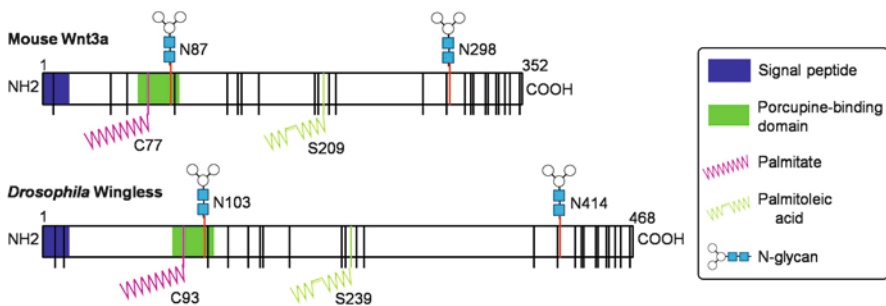 Mouse Wnt3a
N87
N298
1
352
NH2
COOH
C77
S209
Drosophila Wingless
N103
N414
1
468
NH2
COOH
C93
S239
Signal peptide
Porcupine-binding
domain
Palmitate
Palmitoleic
acid
N-glycan